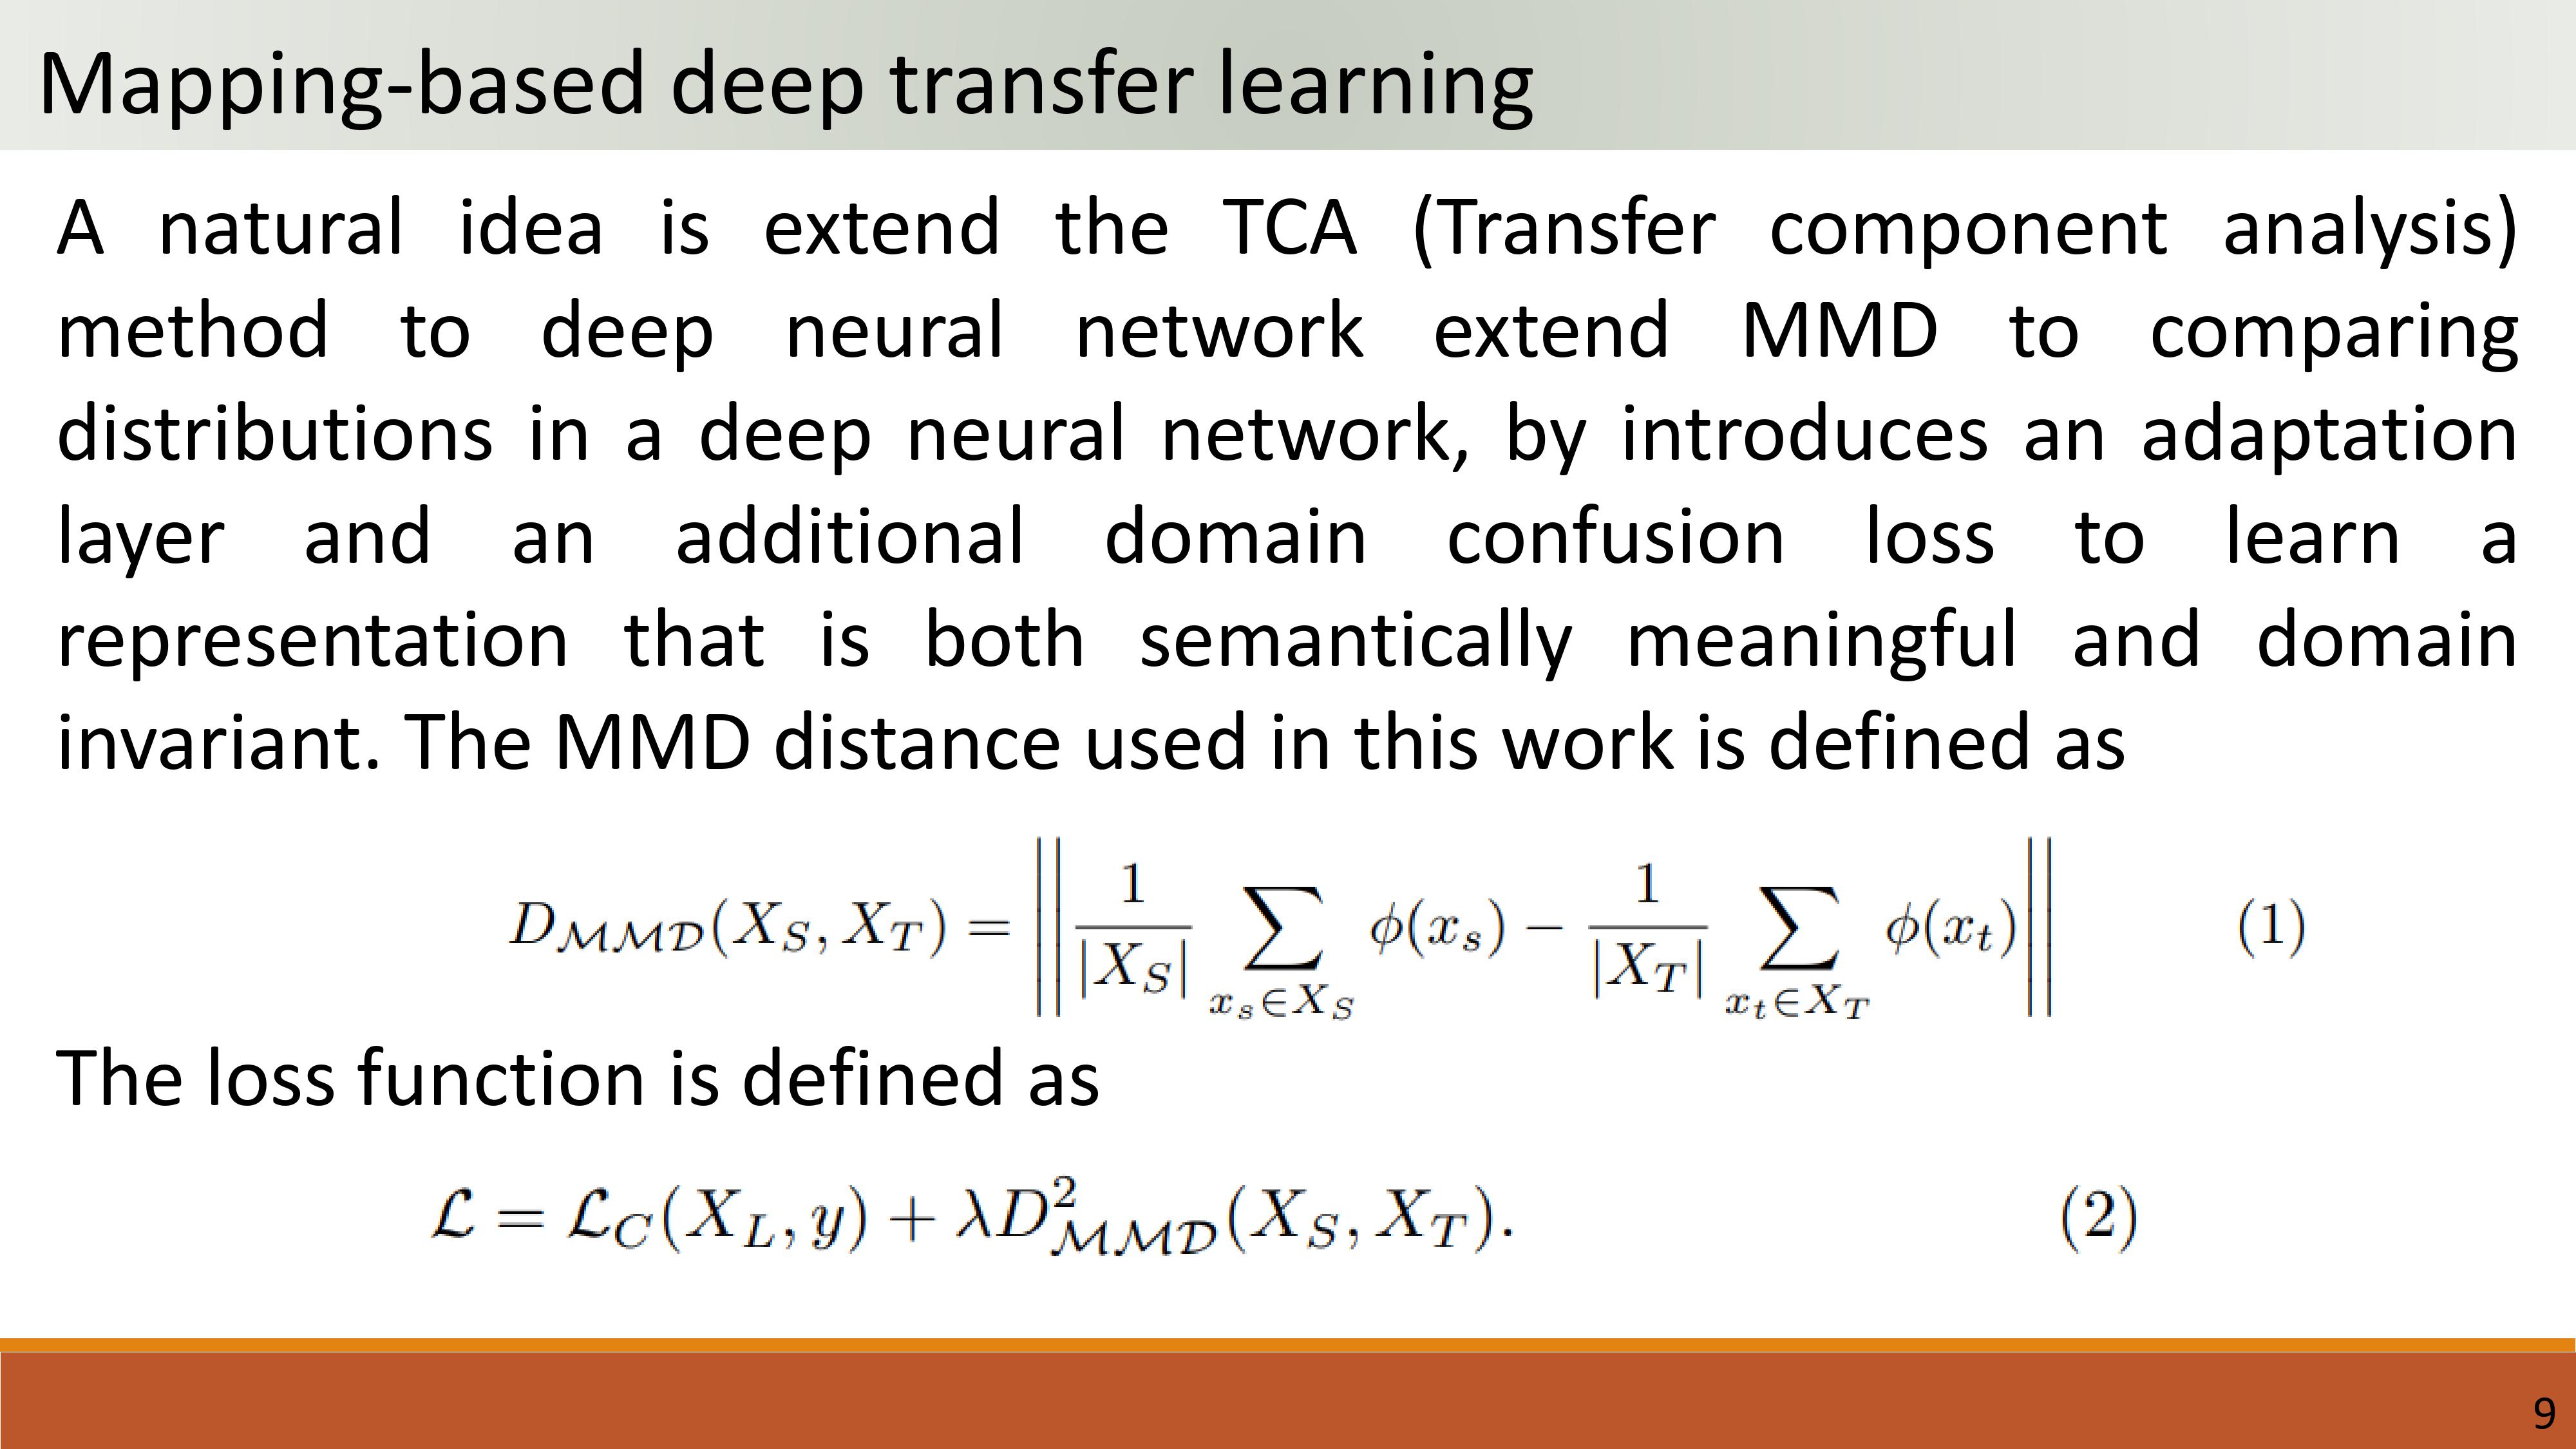 Mapping-based deep transfer learning
A natural idea is extend the TCA (Transfer component analysis)
method to deep neural network extend MMD to comparing
distributions in a deep neural network, by introduces an adaptation
layer and an additional domain confusion loss to learn a
representation that is both semantically meaningful and domain
invariant. The MMD distance used in this work is defined as
$D_{\mathcal{MMD}}(X_S, X_T) = \left\| \frac{1}{|X_S|} \sum_{x_s \in X_S} \phi(x_s) - \frac{1}{|X_T|} \sum_{x_t \in X_T} \phi(x_t) \right\|$ (1)
The loss function is defined as
$\mathcal{L} = \mathcal{L}_C(X_L, y) + \lambda D^2_{\mathcal{MMD}}(X_S, X_T).$ (2)
9